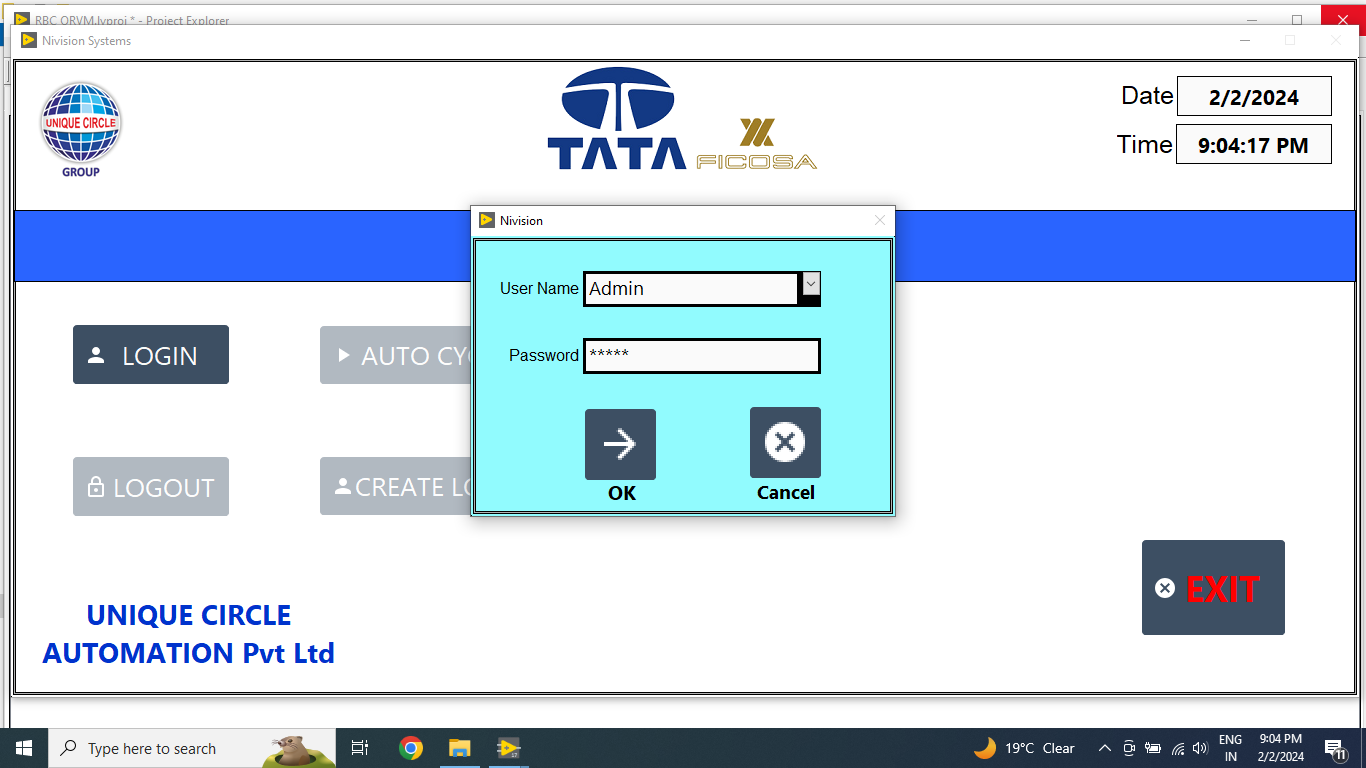 RBC ORVM.lvproj * - Project Explorer
Nivision Systems
UNIQUE CIRCLE
GROUP
TATA
FICOSA
Date 2/2/2024
Time 9:04:17 PM
Nivision
User Name Admin
Password *****
OK Cancel
LOGIN
AUTO CYC
LOGOUT
CREATE LO
EXIT
UNIQUE CIRCLE
AUTOMATION Pvt Ltd
Type here to search
19°C Clear
ENG
IN
9:04 PM
2/2/2024
11